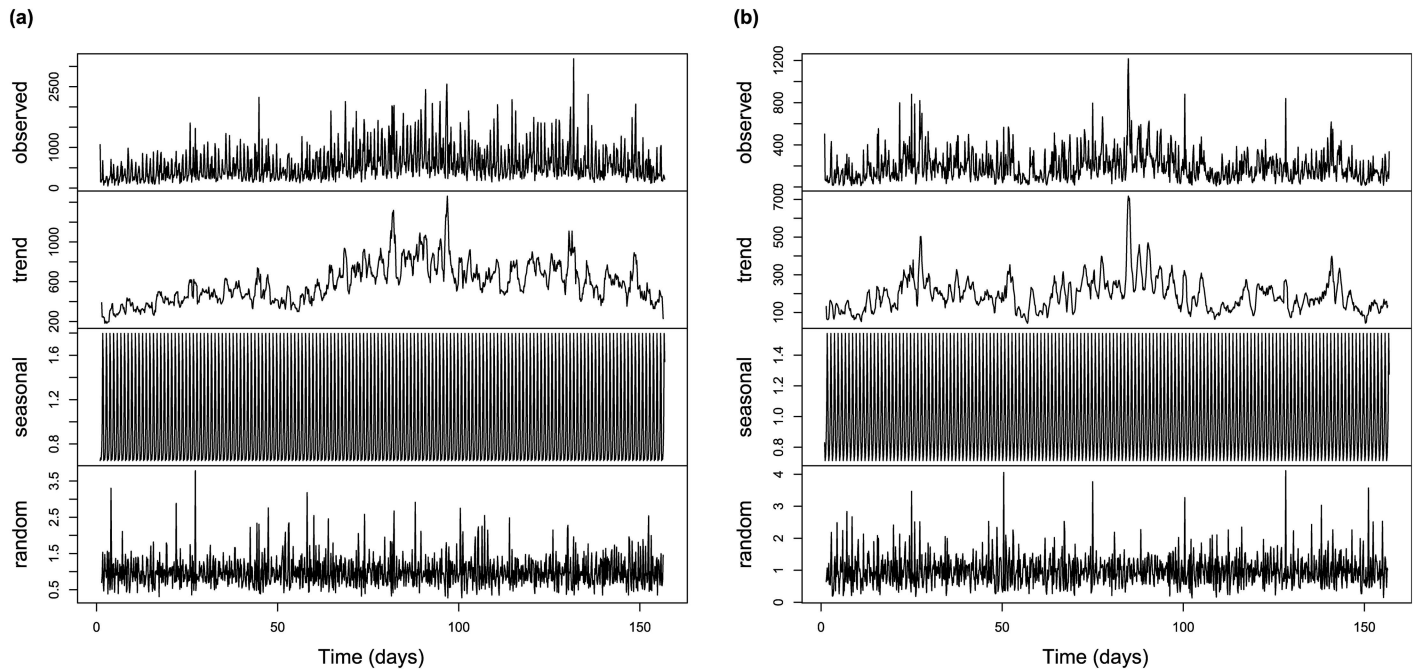 (a)
observed
0 1000 2500
trend
200 600 1000
seasonal
0.8 1.2 1.6
random
0.5 1.5 2.5 3.5
0 50 100 150
Time (days)
(b)
observed
400 800 1200
trend
100 300 500 700
seasonal
0.8 1.0 1.2 1.4
random
0 1 2 3 4
0 50 100 150
Time (days)